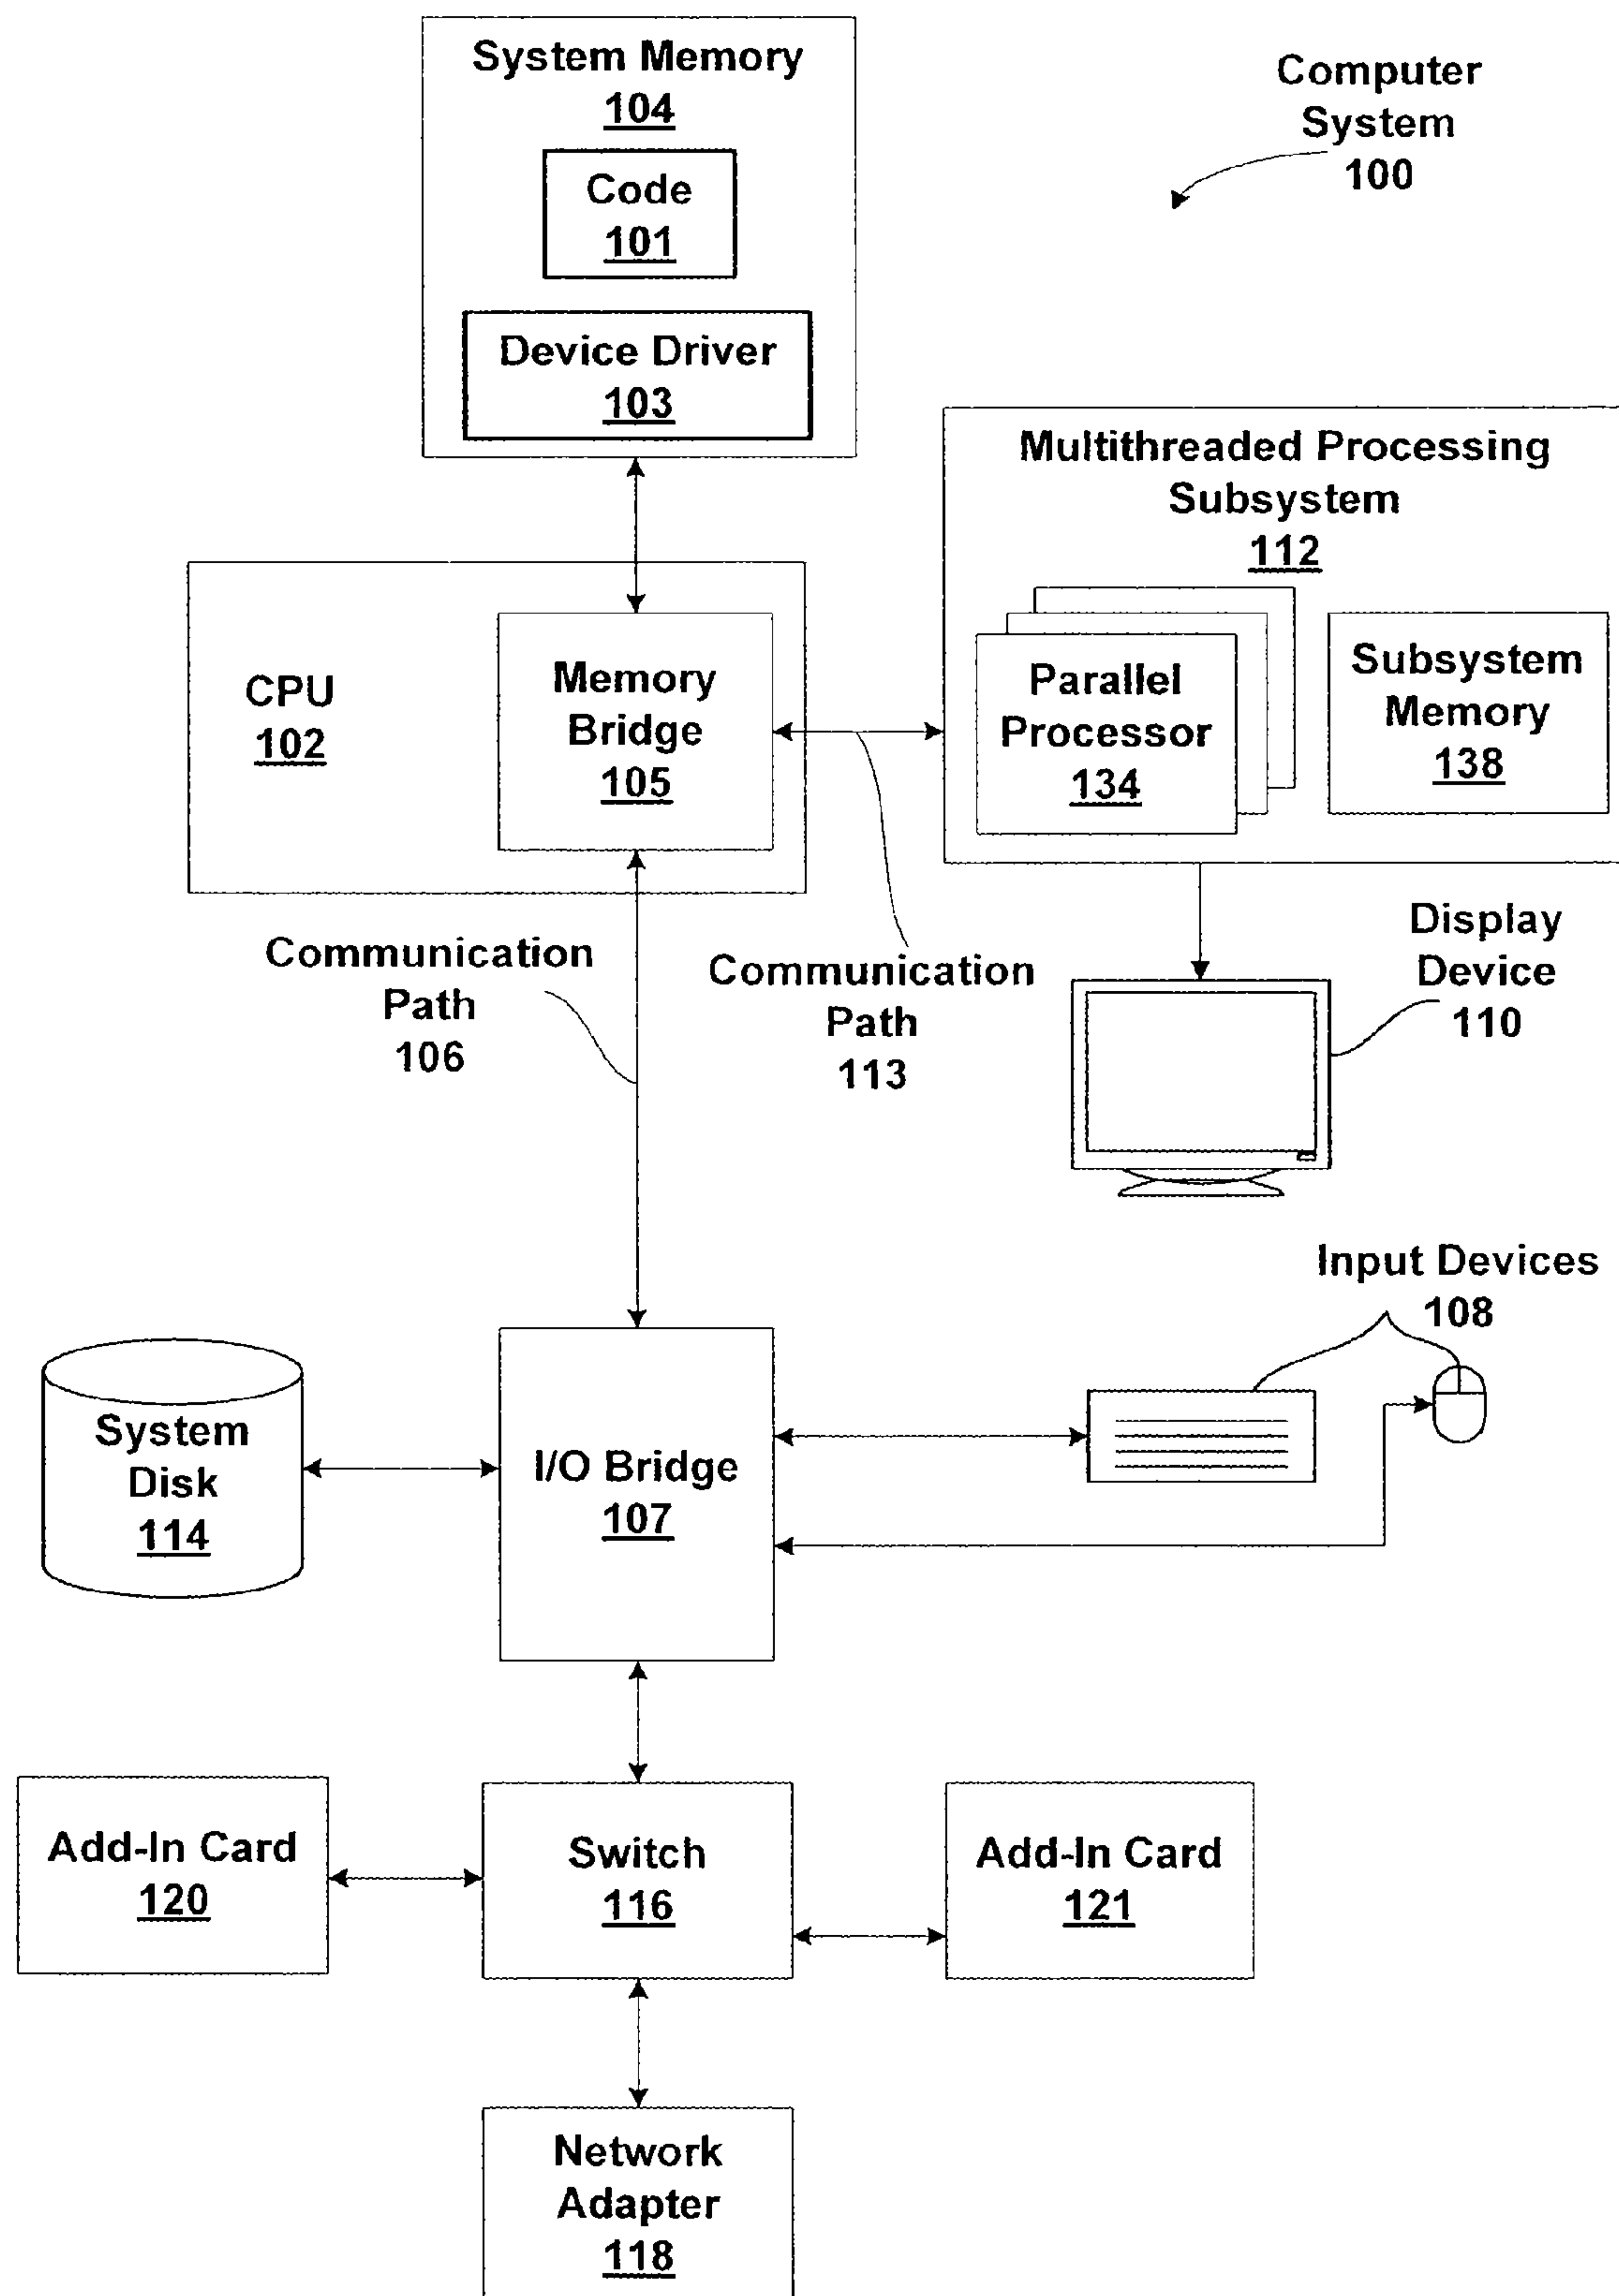 System Memory
104
Code
101
Device Driver
103
Computer
System
100
Multithreaded Processing
Subsystem
112
Parallel
Processor
134
Subsystem
Memory
138
CPU
102
Memory
Bridge
105
Communication
Path
106
Communication
Path
113
Display
Device
110
Input Devices
108
System
Disk
114
I/O Bridge
107
Add-In Card
120
Switch
116
Add-In Card
121
Network
Adapter
118